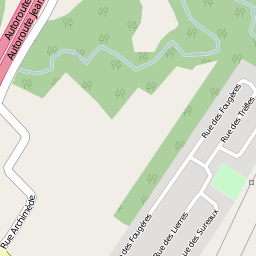 Autoroute
Autoroute Jean
Rue des Fougères
Rue des Trèfles
Rue Archimède
Rue des Fougères
Rue des Lierres
Rue des Sureaux